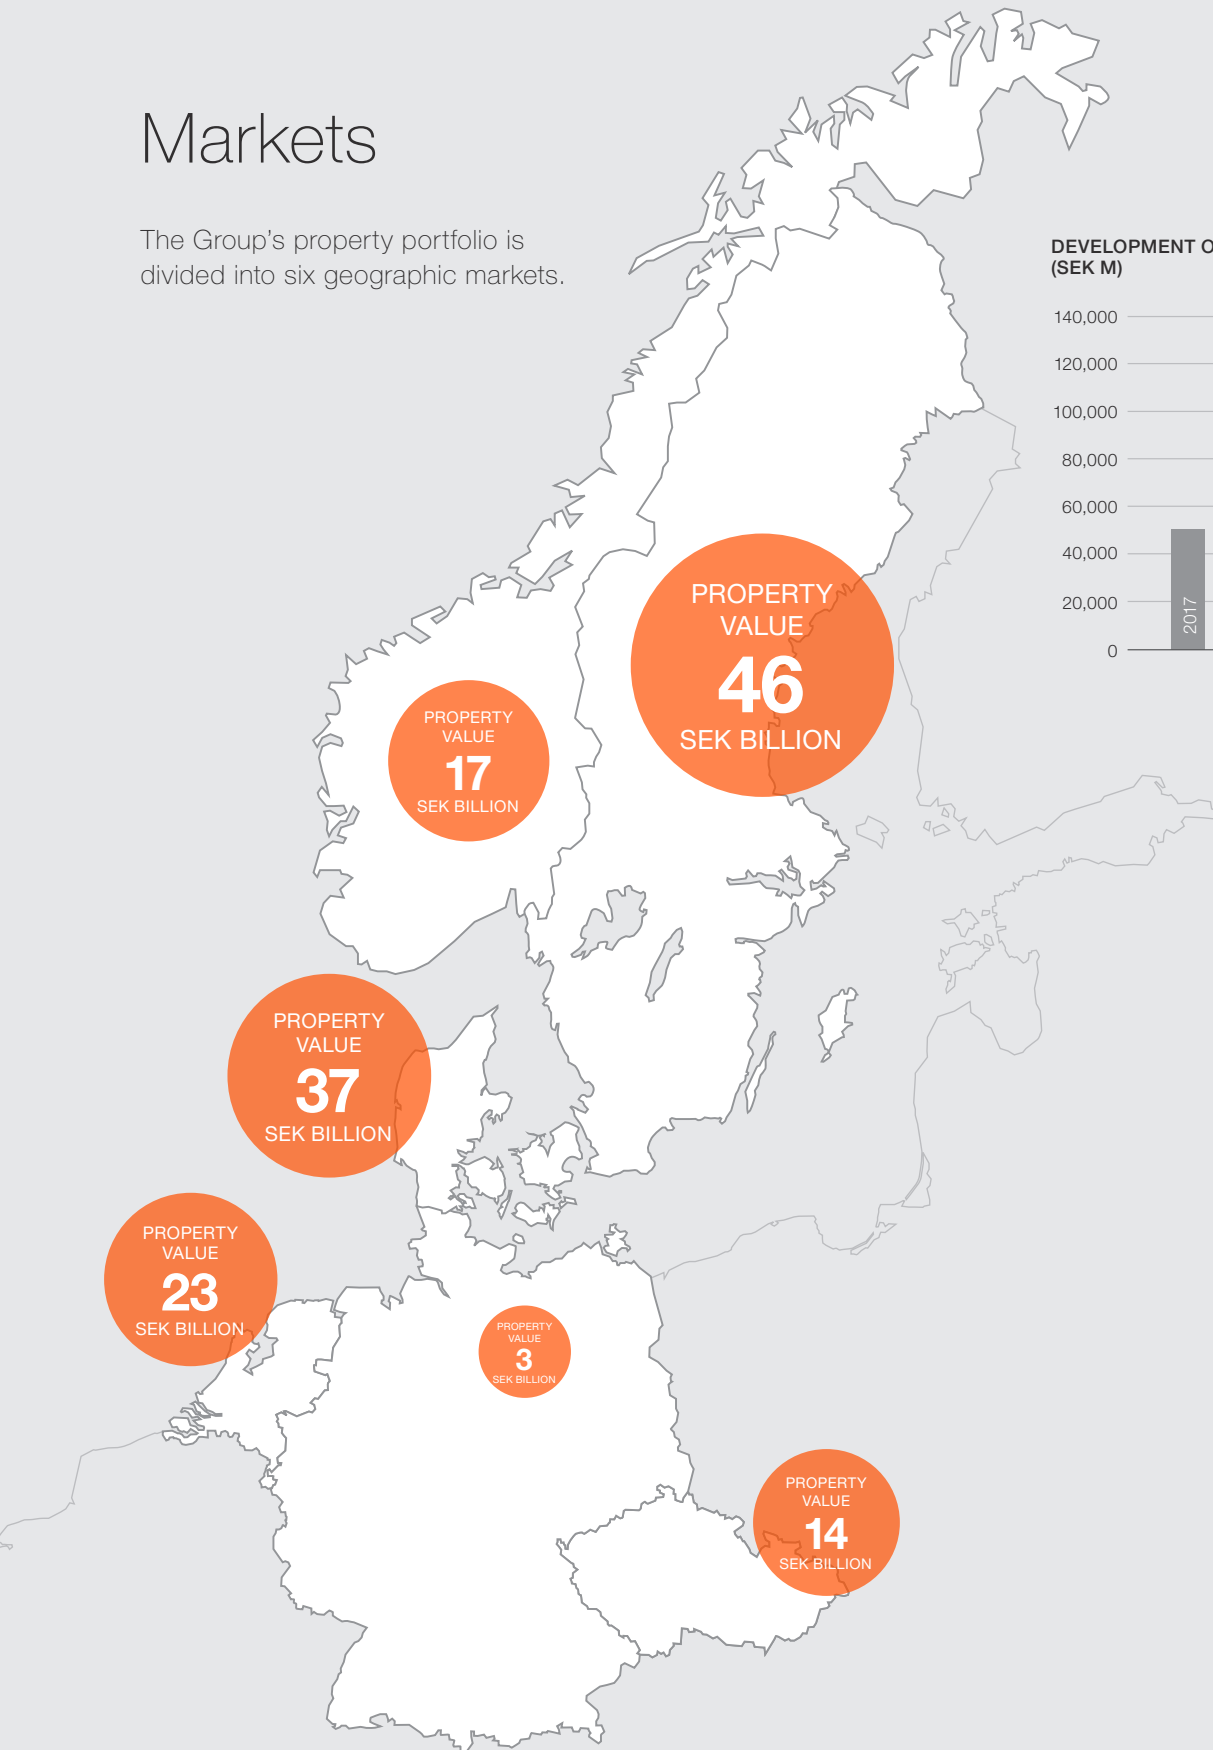 Markets
The Group's property portfolio is
divided into six geographic markets.
DEVELOPMENT O
(SEK M)
140,000
120,000
100,000
80,000
60,000
40,000
20,000
0
2017
PROPERTY
VALUE
46
SEK BILLION
PROPERTY
VALUE
17
SEK BILLION
PROPERTY
VALUE
37
SEK BILLION
PROPERTY
VALUE
23
SEK BILLION
PROPERTY
VALUE
3
SEK BILLION
PROPERTY
VALUE
14
SEK BILLION